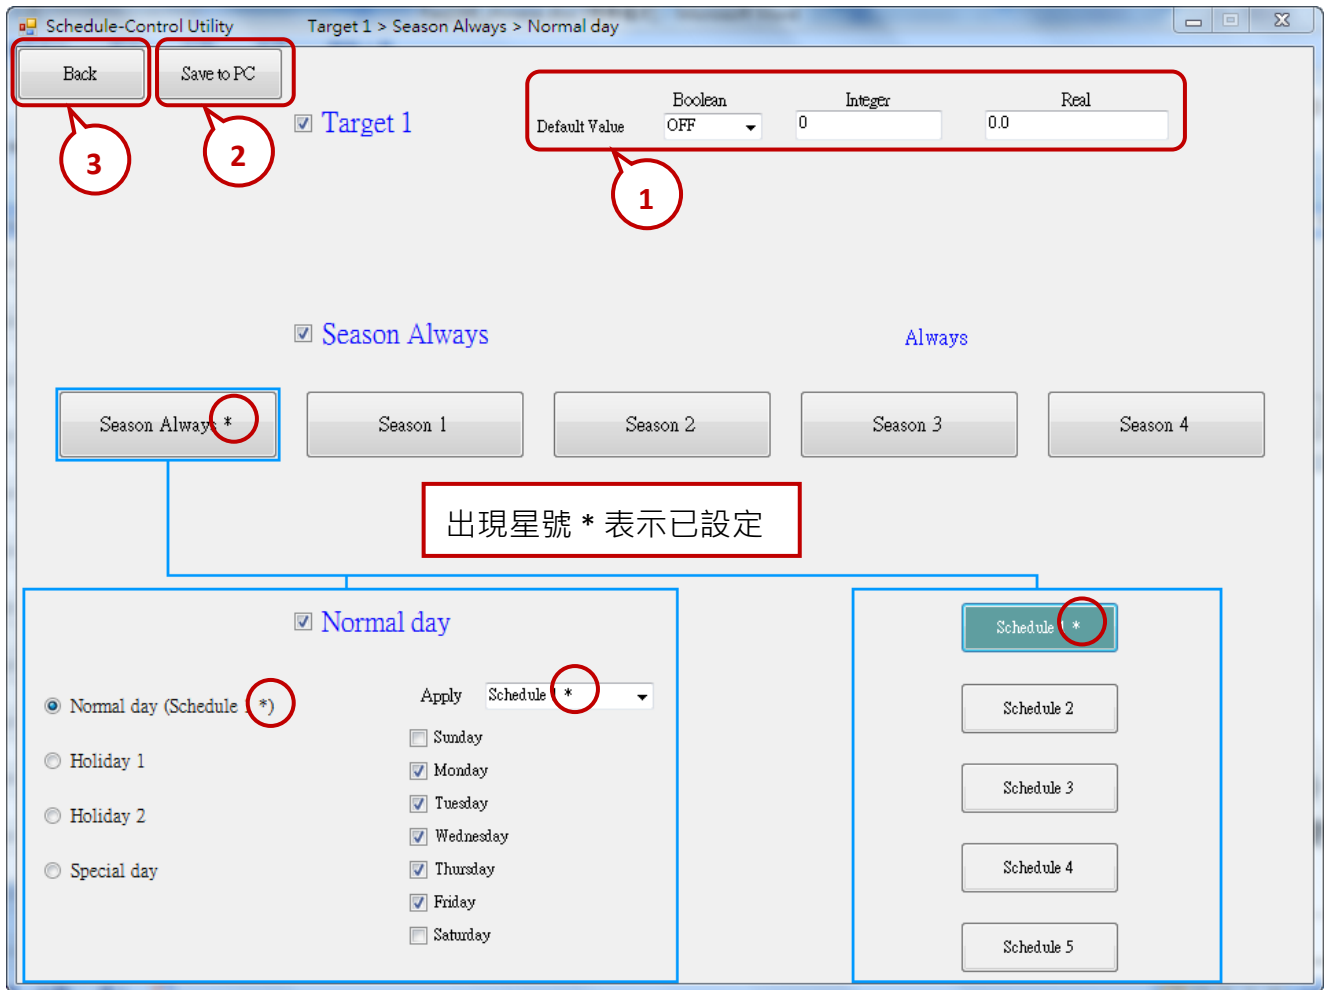 Schedule-Control Utility Target 1 > Season Always > Normal day
Back Save to PC
Boolean Integer Real
Target 1 Default Value OFF 0 0.0
3 2 1
Season Always Always
Season Always * Season 1 Season 2 Season 3 Season 4
出現星號 * 表示已設定
Normal day
Schedule 1 *
Apply Schedule 1 *
Normal day (Schedule 1 *)
Schedule 2
Sunday
Holiday 1
Monday
Schedule 3
Tuesday
Holiday 2
Wednesday
Special day
Thursday
Schedule 4
Friday
Saturday
Schedule 5